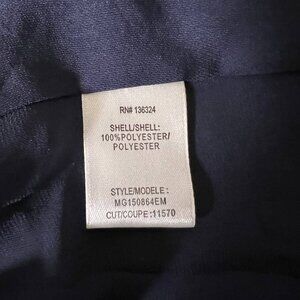 RN# 136324
SHELL/SHELL:
100%POLYESTER/
POLYESTER
STYLE/MODELE:
MG150864EM
CUT/COUPE:11570